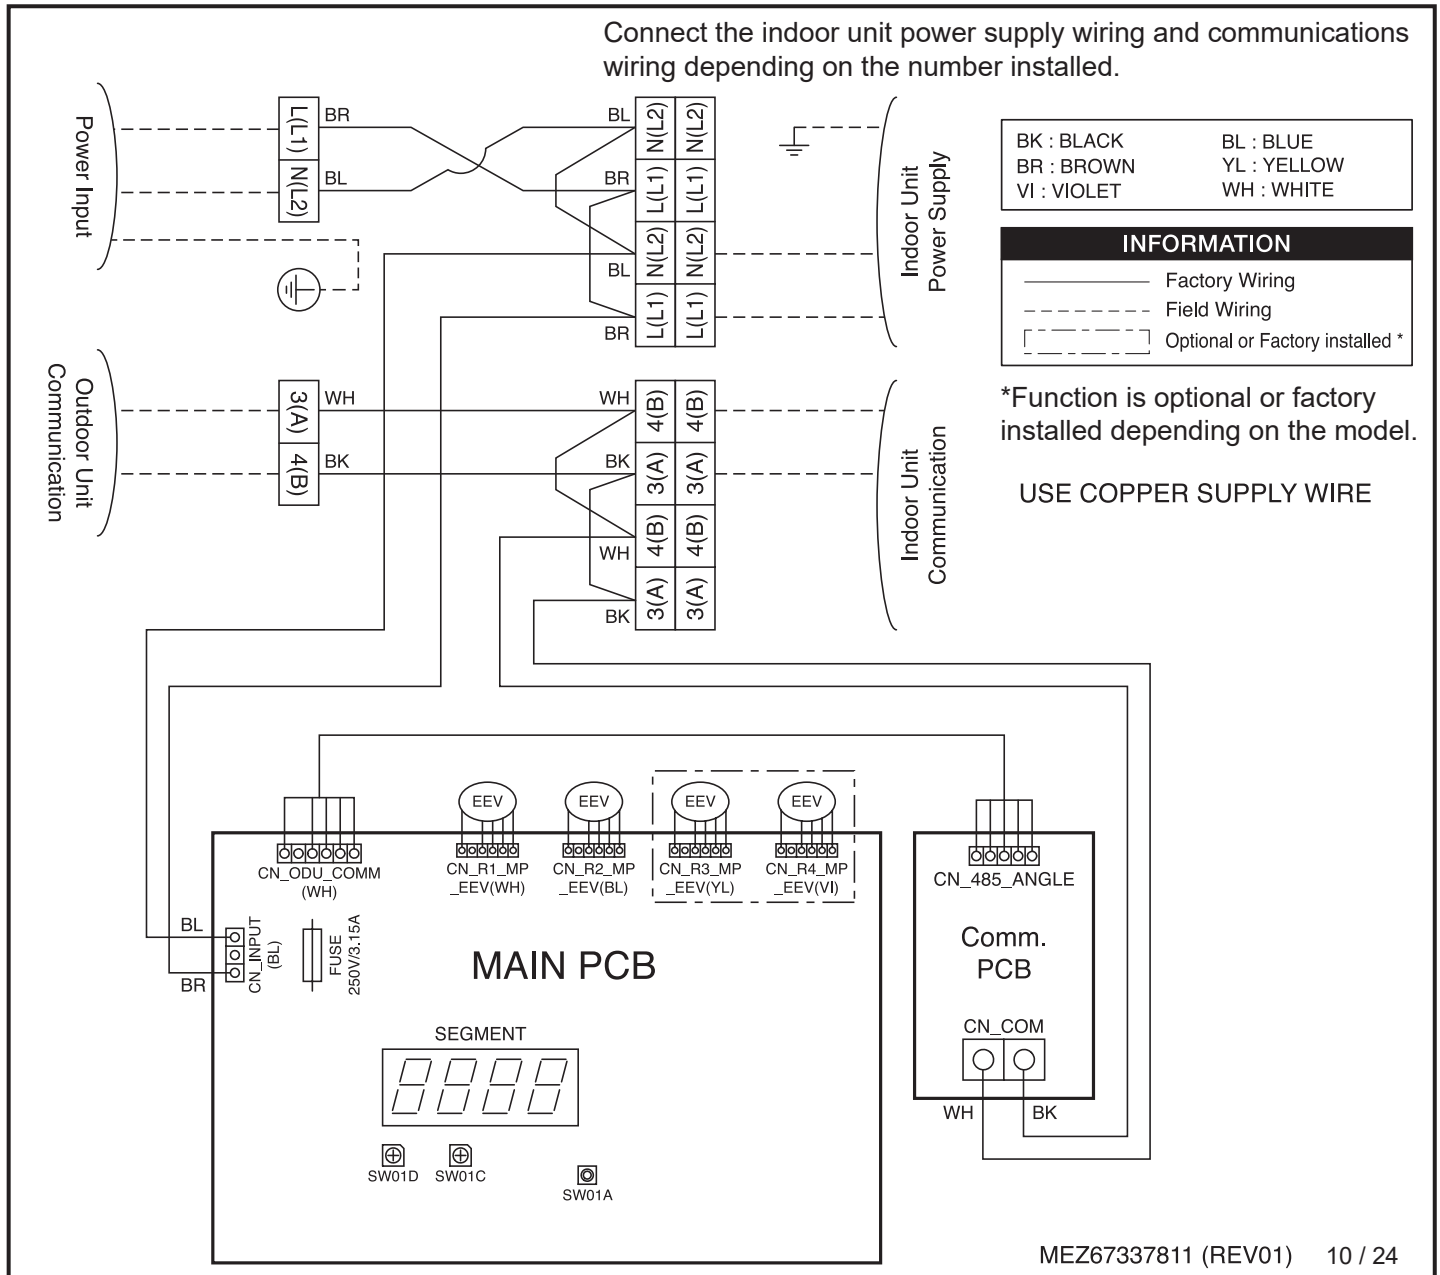 Connect the indoor unit power supply wiring and communications
wiring depending on the number installed.
Power Input
L(L1)
N(L2)
BR
BL
BL
BR
BL
BR
N(L2)
N(L2)
L(L1)
L(L1)
N(L2)
N(L2)
L(L1)
L(L1)
Indoor Unit
Power Supply
BK : BLACK
BL : BLUE
BR : BROWN
YL : YELLOW
VI : VIOLET
WH : WHITE
INFORMATION
Factory Wiring
Field Wiring
Optional or Factory installed *
*Function is optional or factory
installed depending on the model.
USE COPPER SUPPLY WIRE
Outdoor Unit
Communication
3(A)
4(B)
WH
BK
WH
BK
WH
BK
4(B)
4(B)
3(A)
3(A)
4(B)
4(B)
3(A)
3(A)
Indoor Unit
Communication
EEV
EEV
EEV
EEV
CN_ODU_COMM
(WH)
CN_R1_MP
_EEV(WH)
CN_R2_MP
_EEV(BL)
CN_R3_MP
_EEV(YL)
CN_R4_MP
_EEV(VI)
CN_485_ANGLE
BL
BR
CN_INPUT
(BL)
FUSE
250V/3.15A
MAIN PCB
Comm.
PCB
CN_COM
WH
BK
SEGMENT
8888
SW01D
SW01C
SW01A
MEZ67337811 (REV01) 10 / 24